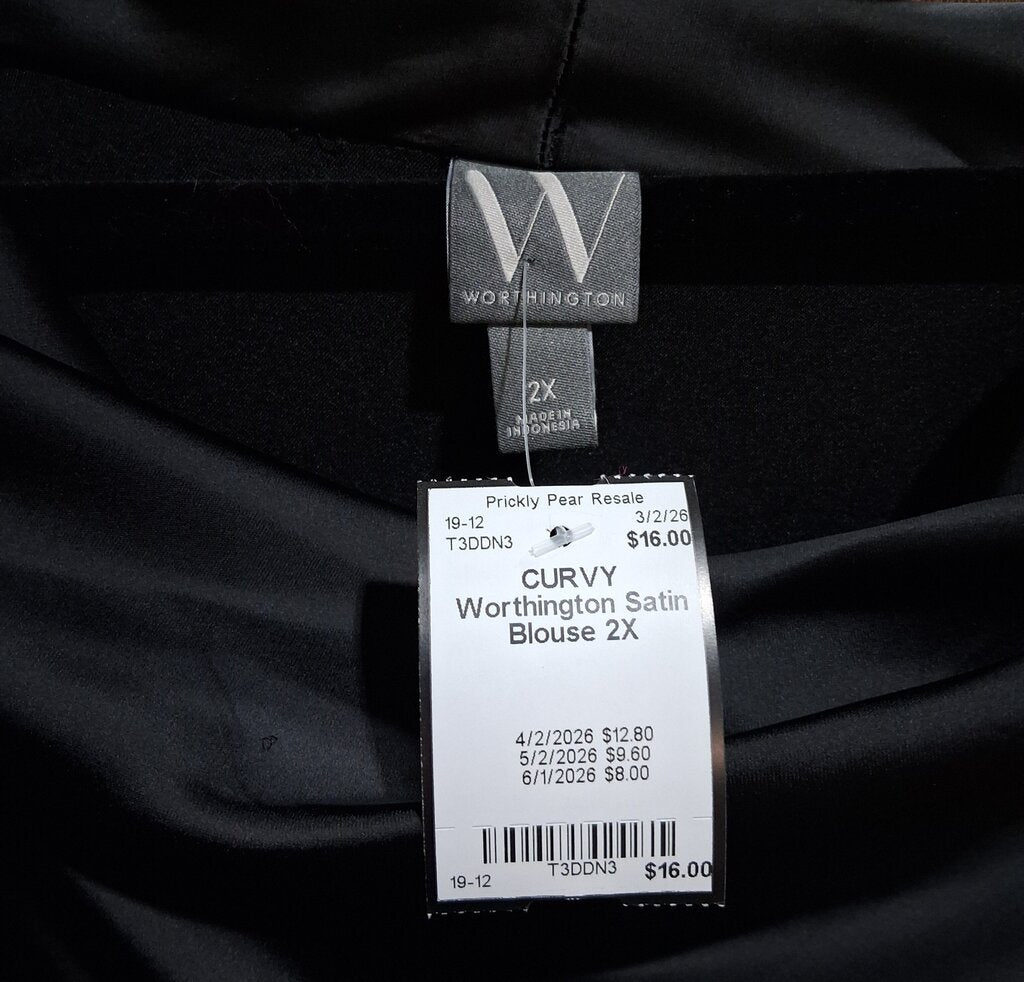 W
WORTHINGTON
2X
MADE IN
INDONESIA
Prickly Pear Resale
19-12 3/2/26
T3DDN3 $16.00
CURVY
Worthington Satin
Blouse 2X
4/2/2026 $12.80
5/2/2026 $9.60
6/1/2026 $8.00
T3DDN3 $16.00
19-12